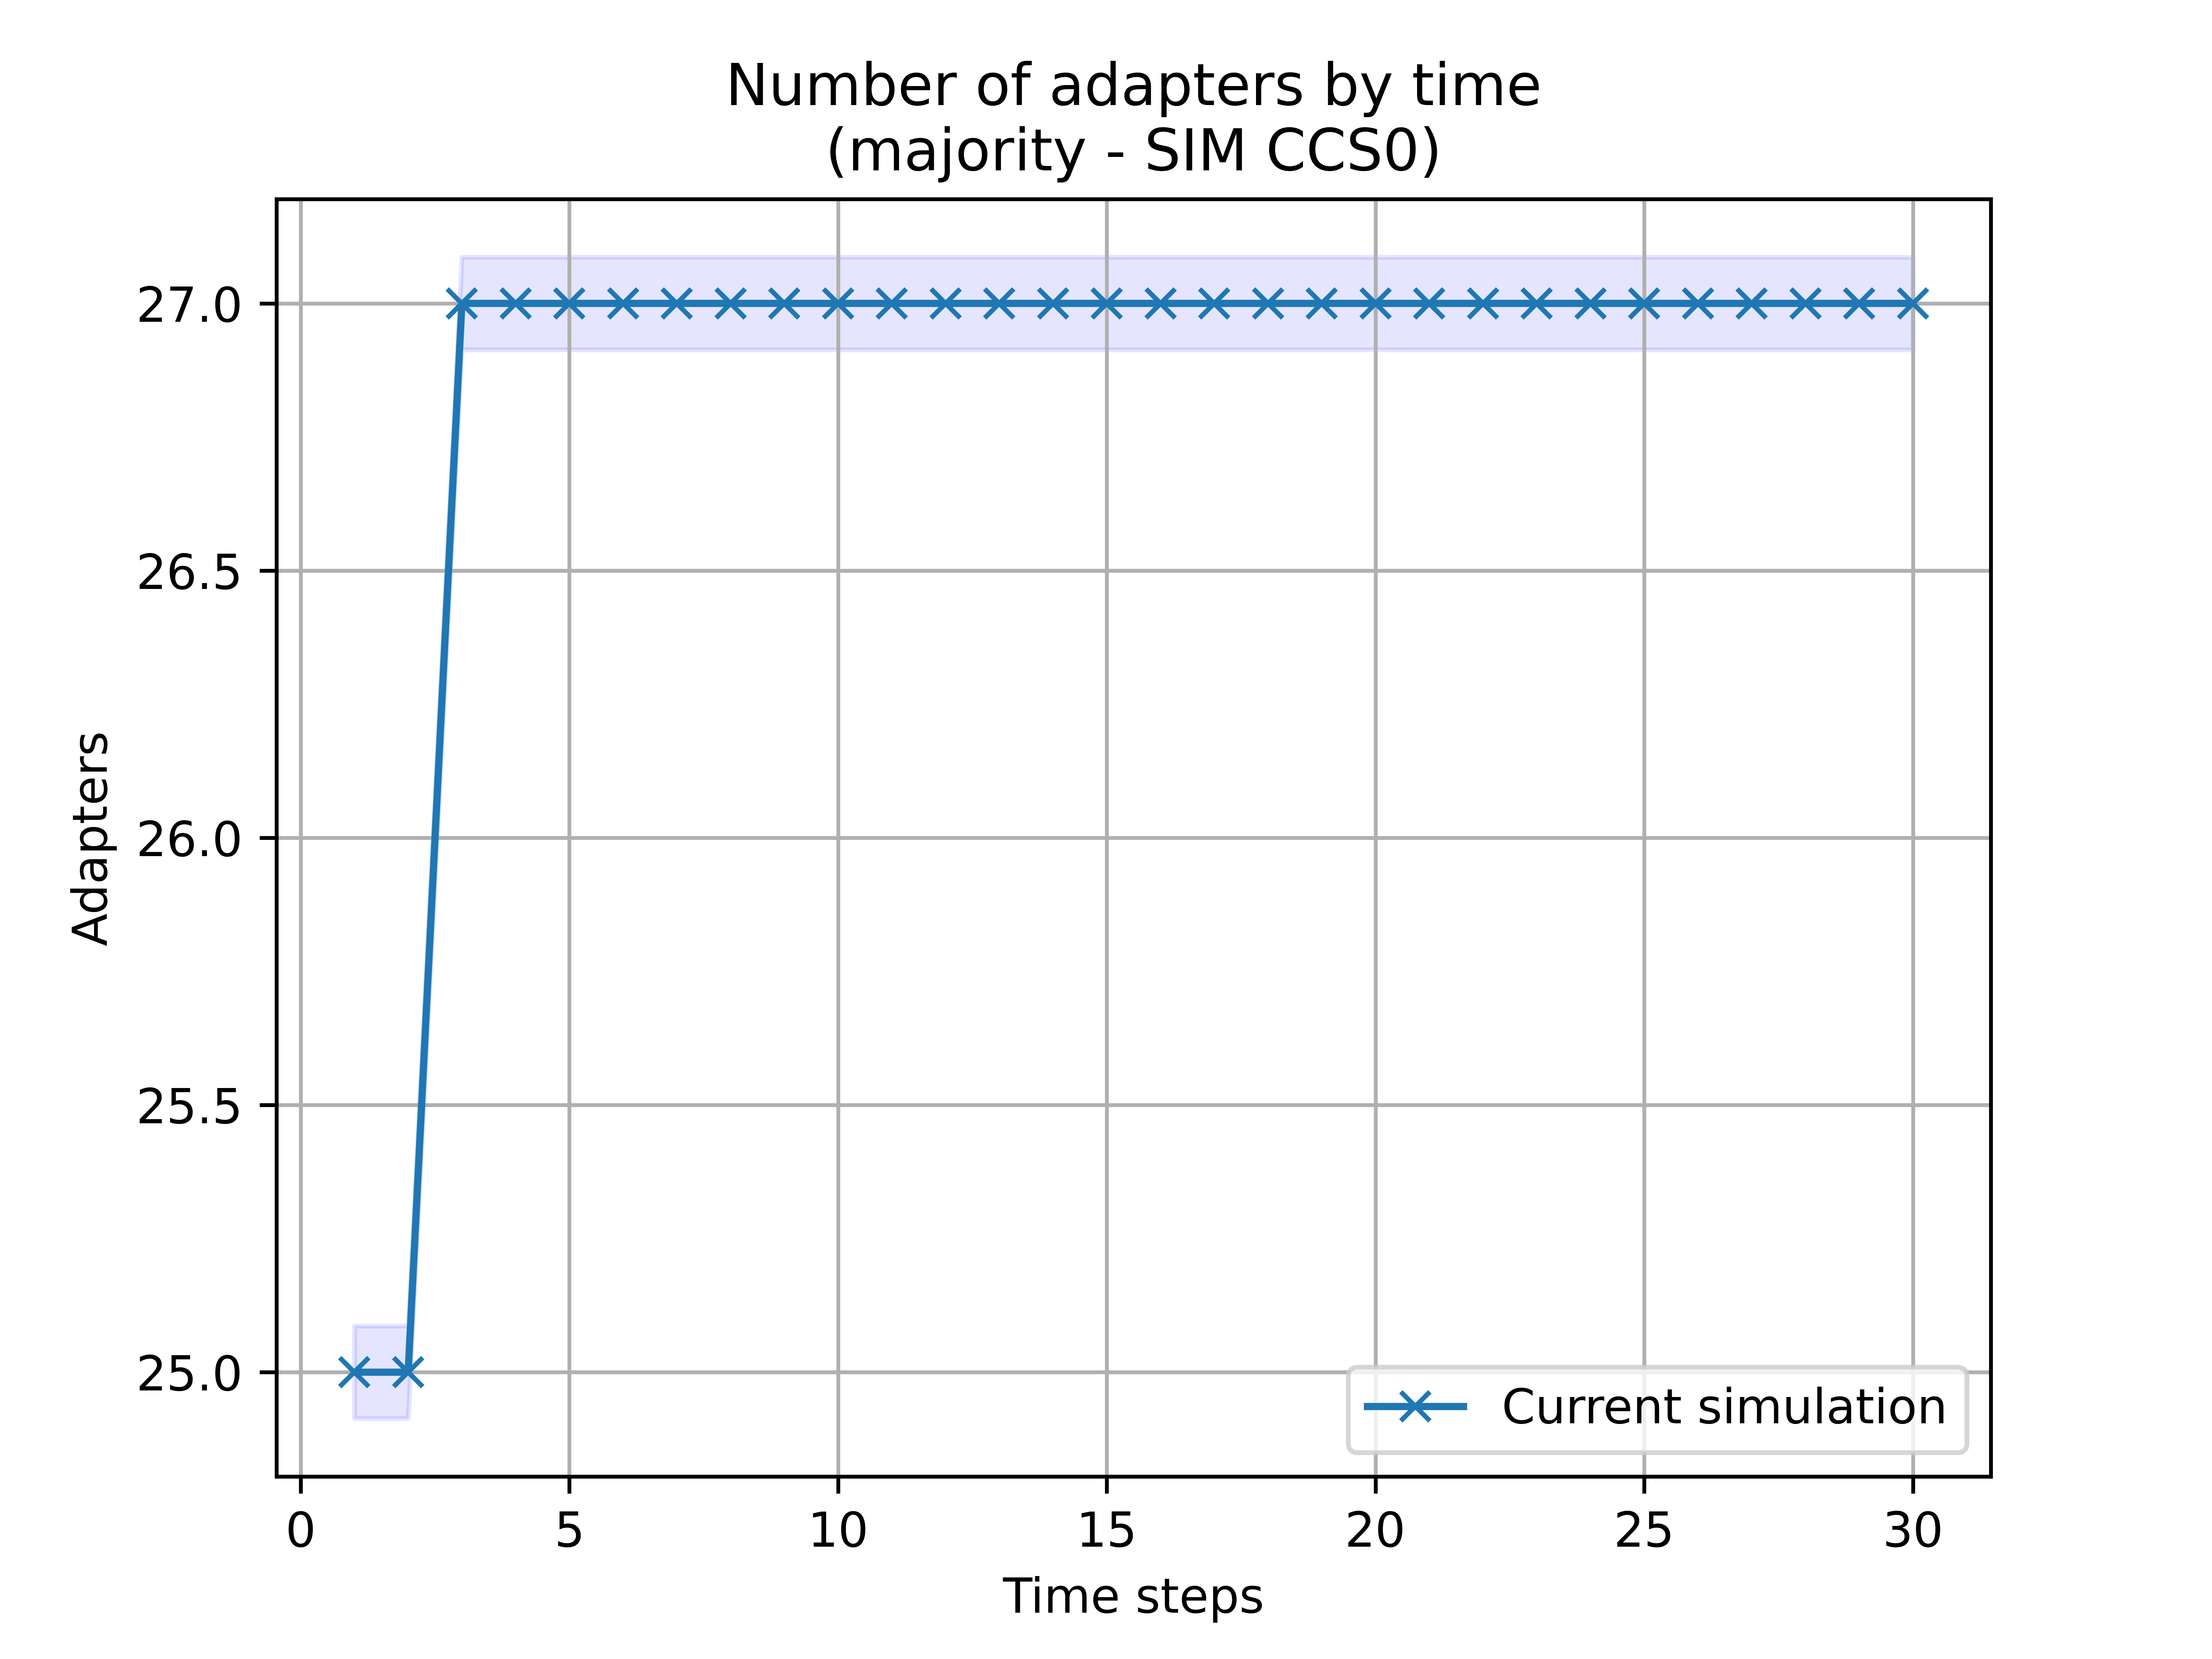 Number of adapters by time
(majority - SIM CCS0)
27.0
26.5
26.0
25.5
25.0
Adapters
Current simulation
0 5 10 15 20 25 30
Time steps